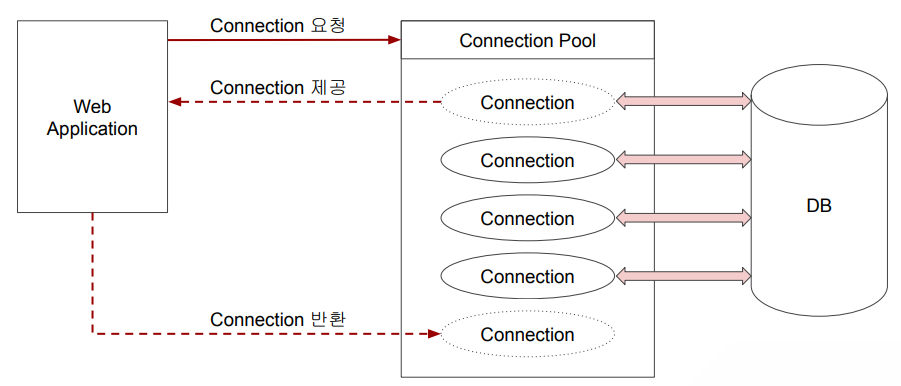 Connection 요청
Connection Pool
Web
Application
Connection 제공
Connection
Connection
Connection
Connection
DB
Connection 반환
Connection